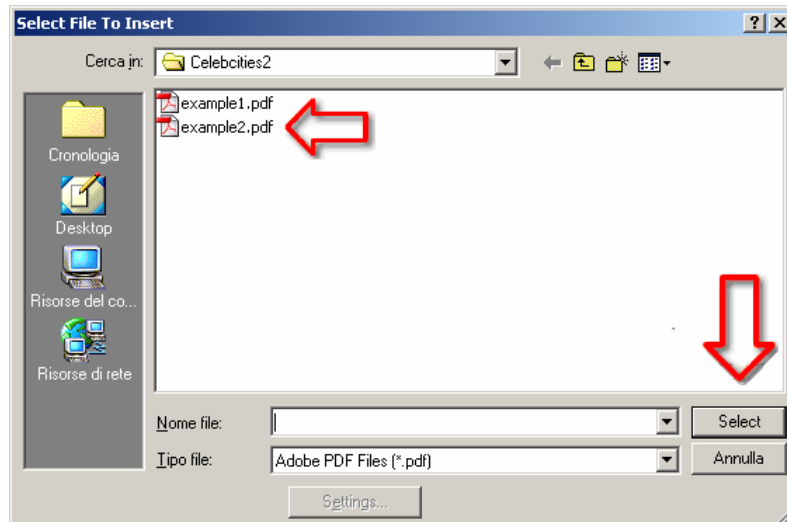 Select File To Insert
Cerca in: Celebcities2
example1.pdf
example2.pdf
Cronologia
Desktop
Risorse del co...
Risorse di rete
Nome file: Select
Tipo file: Adobe PDF Files (*.pdf) Annulla
Settings...